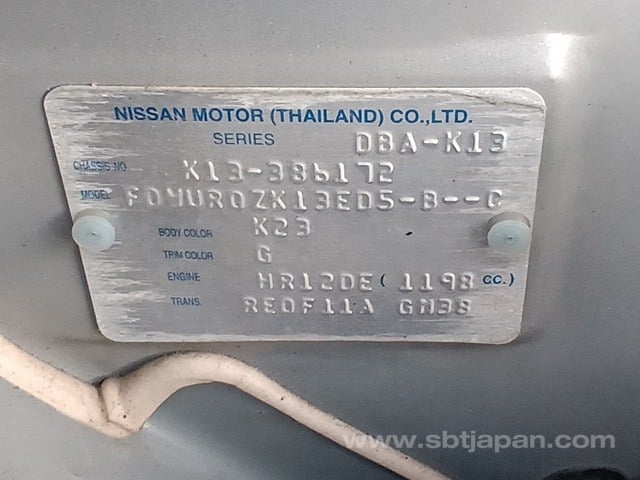 NISSAN MOTOR (THAILAND) CO.,LTD.
SERIES DBA-K13
CHASSIS NO K13-386172
MODEL FDYUROZK13ED5-B--C
BODY COLOR K23
TRIM COLOR G
ENGINE HR12DE ( 1198 CC.)
TRANS. RE0F11A GM38
www.sbtjapan.com